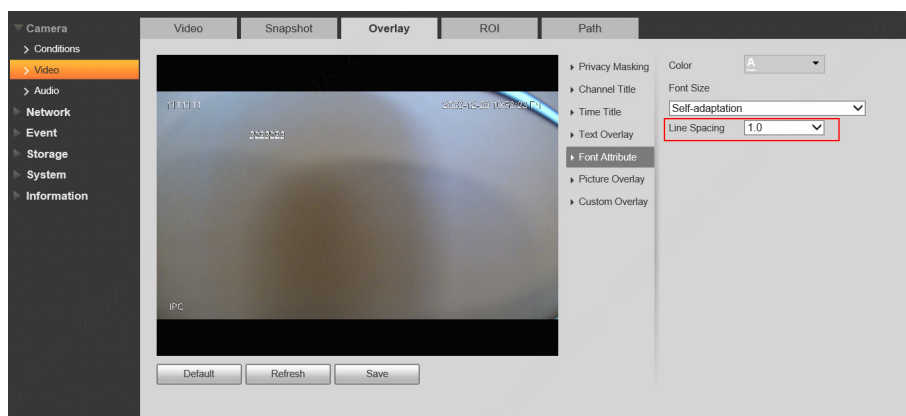 Camera
Conditions
Video
Audio
Network
Event
Storage
System
Information
Video Snapshot Overlay ROI Path
1111111
2222222
IPC
Default Refresh Save
Privacy Masking
Channel Title
Time Title
Text Overlay
Font Attribute
Picture Overlay
Custom Overlay
Color A
Font Size
Self-adaptation
Line Spacing 1.0